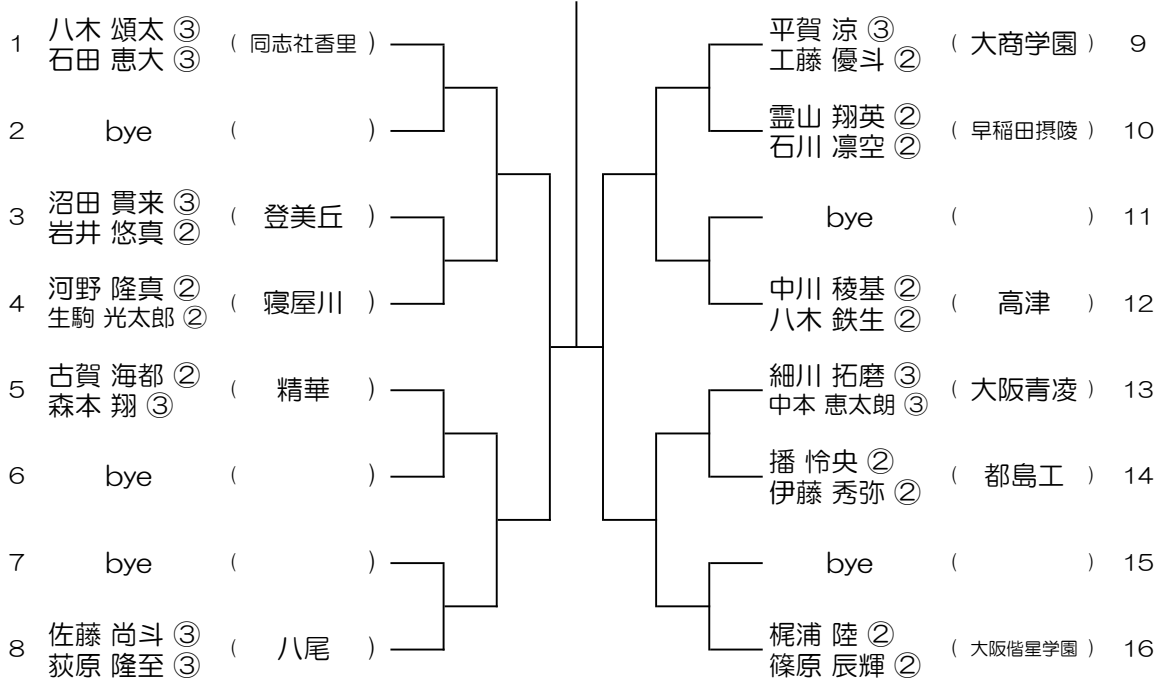 1 八木 頌太 ③ ( 同志社香里 )
石田 恵大 ③
2 bye ( )
3 沼田 貫来 ③ ( 登美丘 )
岩井 悠真 ②
4 河野 隆真 ② ( 寝屋川 )
生駒 光太郎 ②
5 古賀 海都 ② ( 精華 )
森本 翔 ③
6 bye ( )
7 bye ( )
8 佐藤 尚斗 ③ ( 八尾 )
荻原 隆至 ③
平賀 涼 ③ ( 大商学園 ) 9
工藤 優斗 ②
霊山 翔英 ② ( 早稲田摂陵 ) 10
石川 凛空 ②
bye ( ) 11
中川 稜基 ② ( 高津 ) 12
八木 鉄生 ②
細川 拓磨 ③ ( 大阪青凌 ) 13
中本 恵太朗 ③
播 怜央 ② ( 都島工 ) 14
伊藤 秀弥 ②
bye ( ) 15
梶浦 陸 ② ( 大阪偕星学園 ) 16
篠原 辰輝 ②